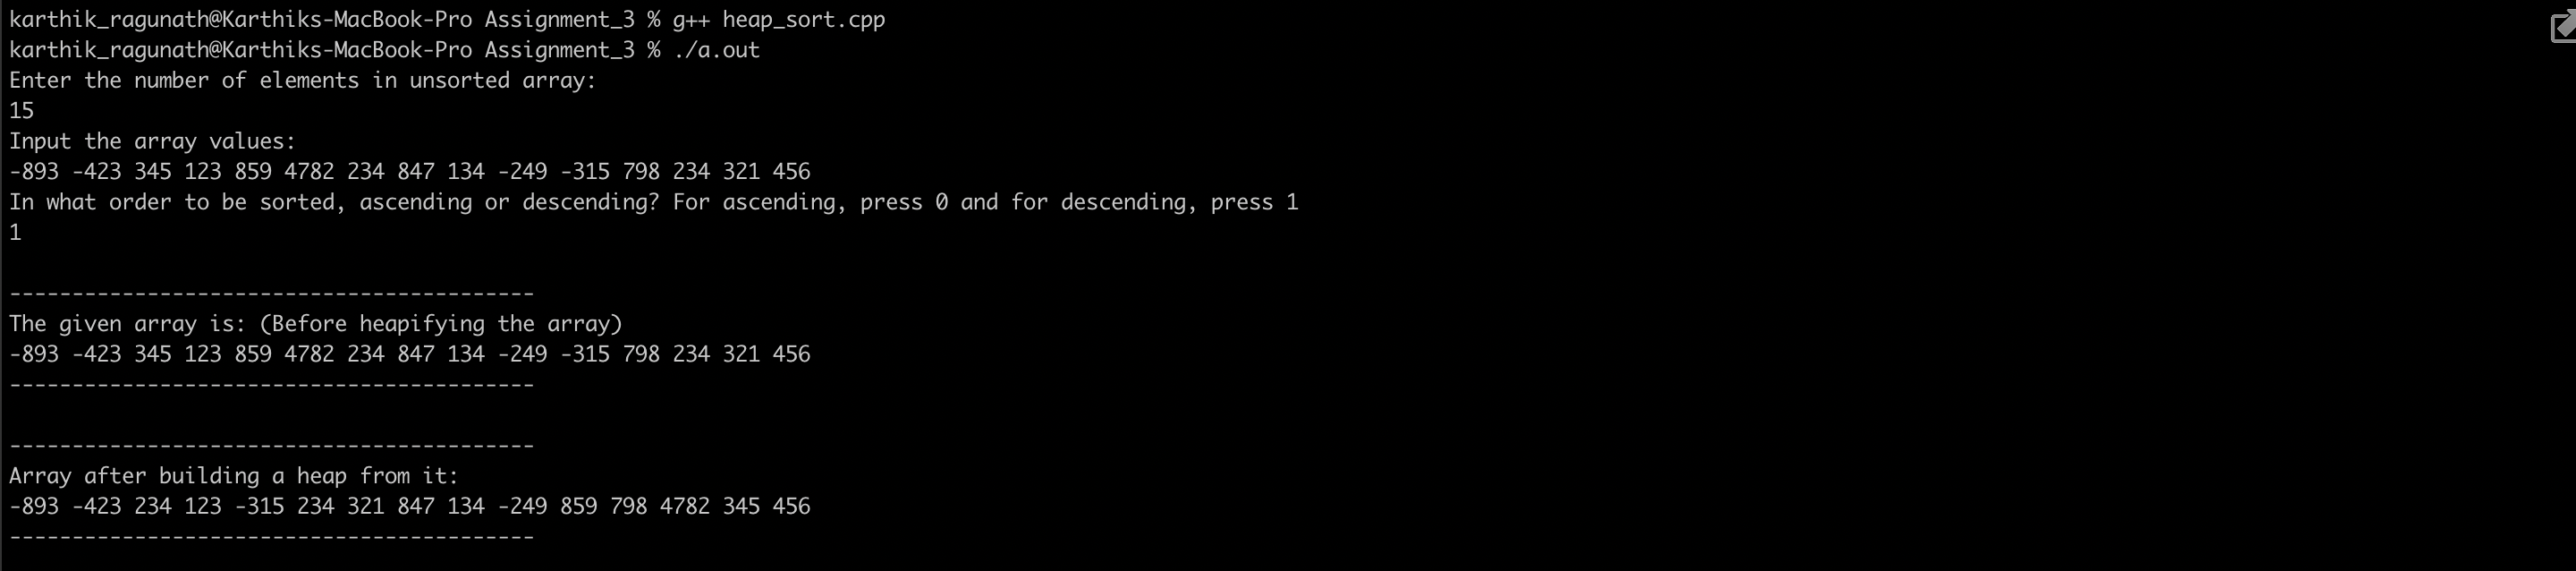 karthik_ragunath@Karthiks-MacBook-Pro Assignment_3 % g++ heap_sort.cpp
karthik_ragunath@Karthiks-MacBook-Pro Assignment_3 % ./a.out
Enter the number of elements in unsorted array:
15
Input the array values:
-893 -423 345 123 859 4782 234 847 134 -249 -315 798 234 321 456
In what order to be sorted, ascending or descending? For ascending, press 0 and for descending, press 1
1
------------------------------------------
The given array is: (Before heapifying the array)
-893 -423 345 123 859 4782 234 847 134 -249 -315 798 234 321 456
------------------------------------------
------------------------------------------
Array after building a heap from it:
-893 -423 234 123 -315 234 321 847 134 -249 859 798 4782 345 456
------------------------------------------